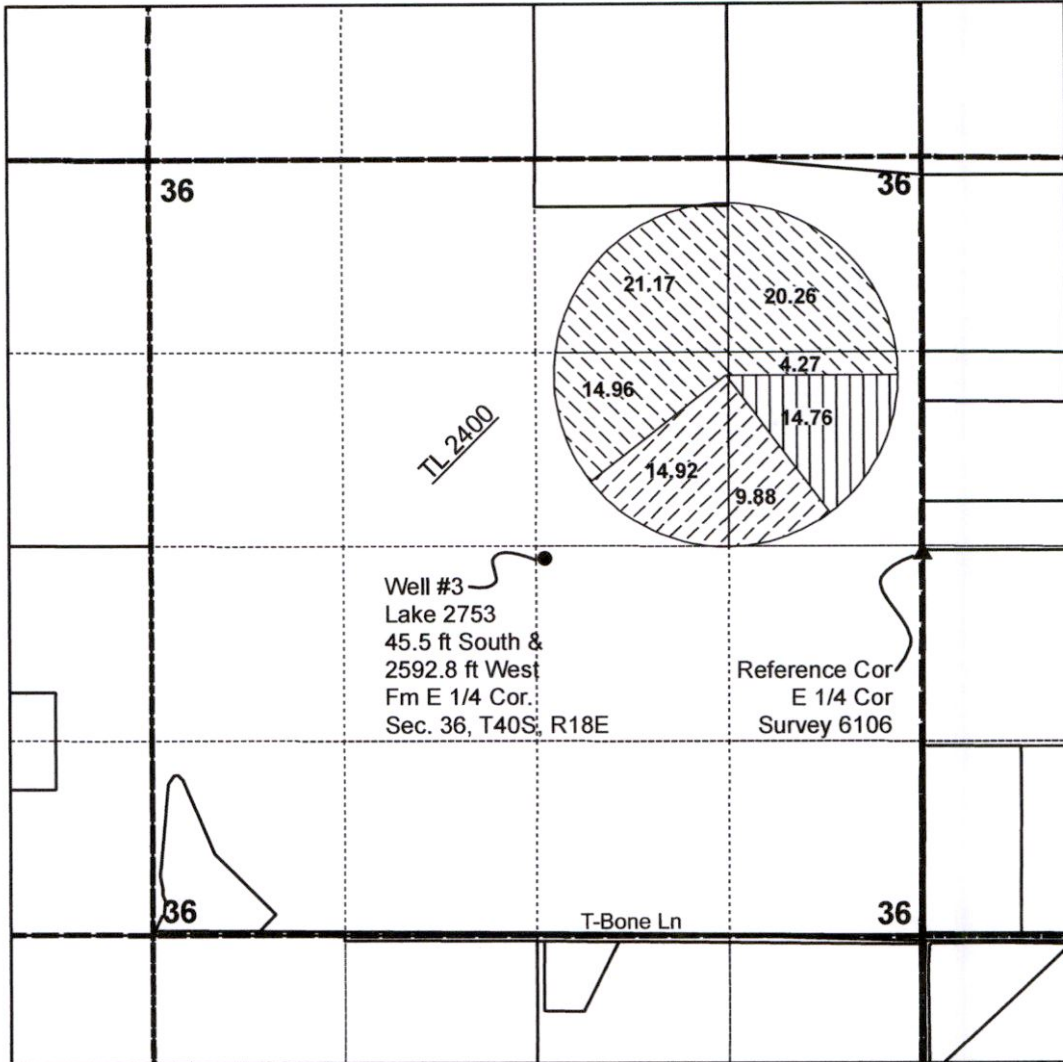 36
36
21.17
20.26
4.27
14.96
14.76
TL 2400
14.92
9.88
Well #3
Lake 2753
45.5 ft South &
2592.8 ft West
Fm E 1/4 Cor.
Sec. 36, T40S, R18E
Reference Cor
E 1/4 Cor
Survey 6106
36
36
T-Bone Ln